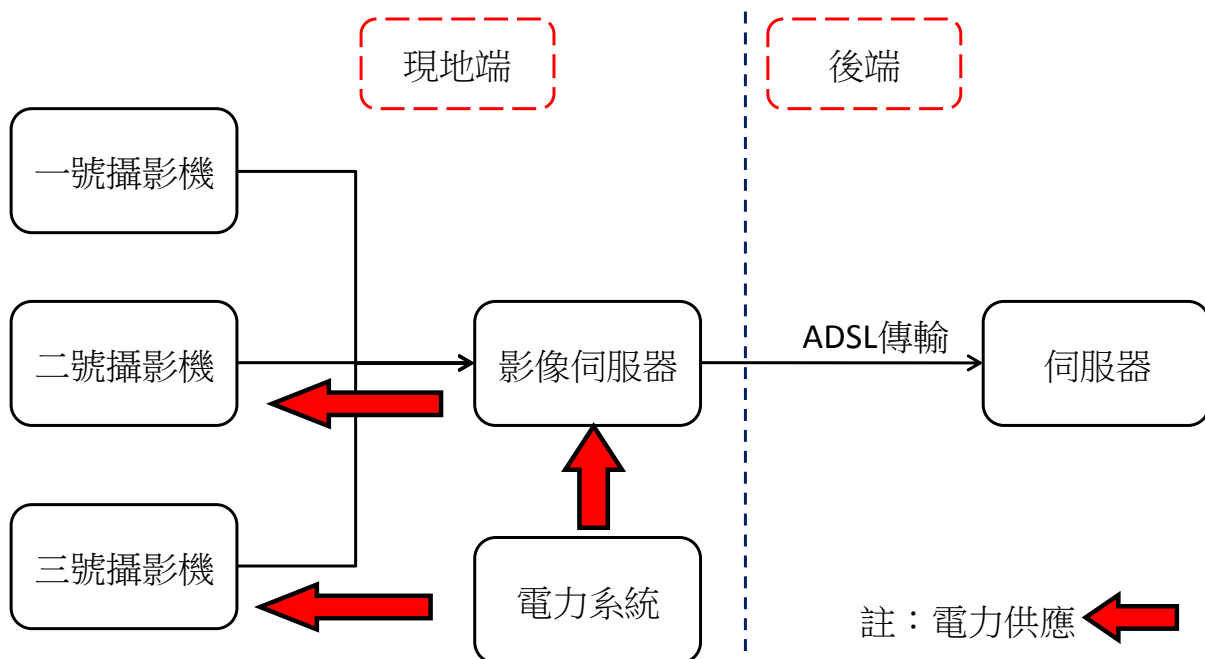 現地端
後端
一號攝影機
二號攝影機
影像伺服器
ADSL傳輸
伺服器
三號攝影機
電力系統
註：電力供應